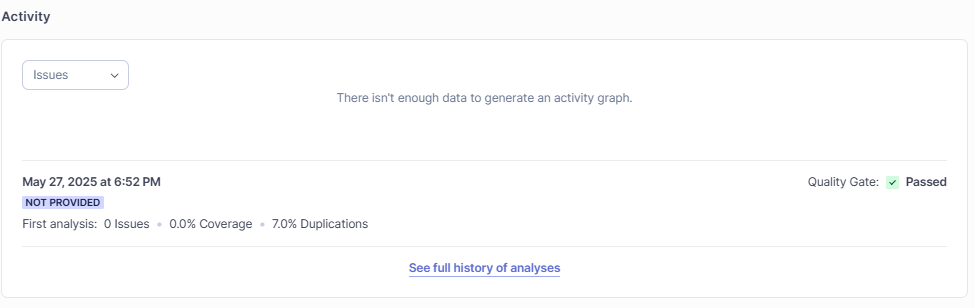 Activity
Issues
There isn't enough data to generate an activity graph.
May 27, 2025 at 6:52 PM
Quality Gate: Passed
NOT PROVIDED
First analysis: 0 Issues • 0.0% Coverage • 7.0% Duplications
See full history of analyses